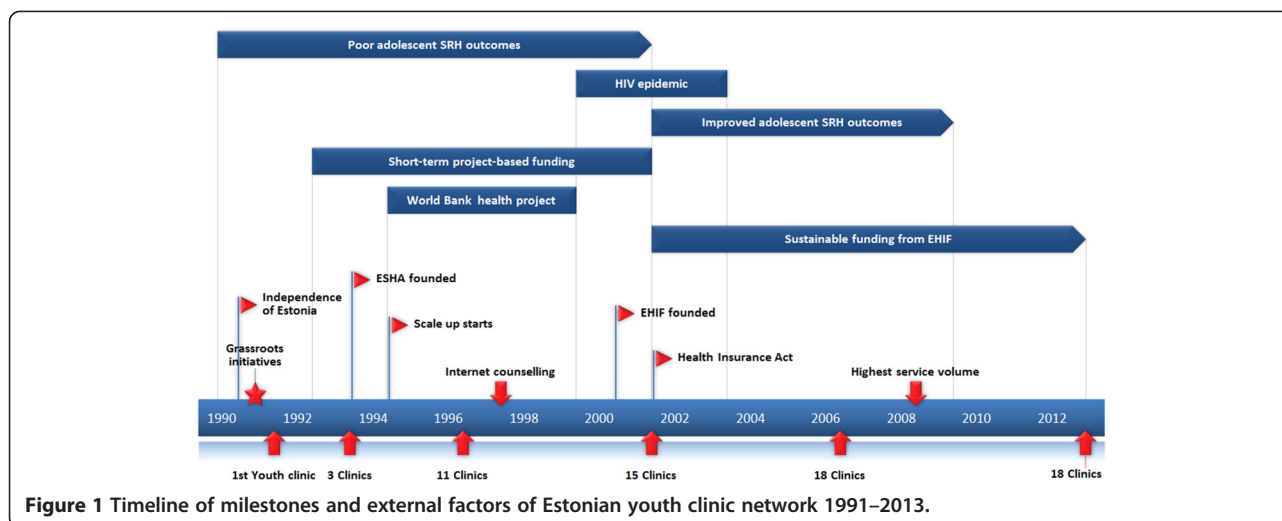 Poor adolescent SRH outcomes
HIV epidemic
Improved adolescent SRH outcomes
Short-term project-based funding
World Bank health project
Sustainable funding from EHIF
ESHA founded
Independence
of Estonia
EHIF founded
Scale up starts
Grassroots
initiatives
Health Insurance Act
Internet counselling
Highest service volume
1990 1992 1994 1996 1998 2000 2002 2004 2006 2008 2010 2012
1st Youth clinic 3 Clinics 11 Clinics 15 Clinics 18 Clinics 18 Clinics
Figure 1 Timeline of milestones and external factors of Estonian youth clinic network 1991–2013.